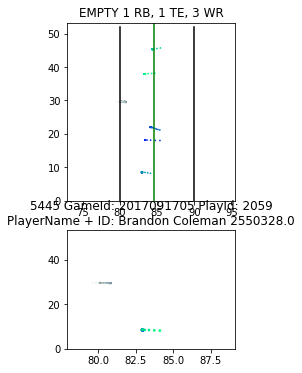 EMPTY 1 RB, 1 TE, 3 WR
50
40
30
20
10
0
75 80 85 90 95
5445 GameId: 2017091705 PlayId: 2059
PlayerName + ID: Brandon Coleman 2550328.0
40
20
0
80.0 82.5 85.0 87.5